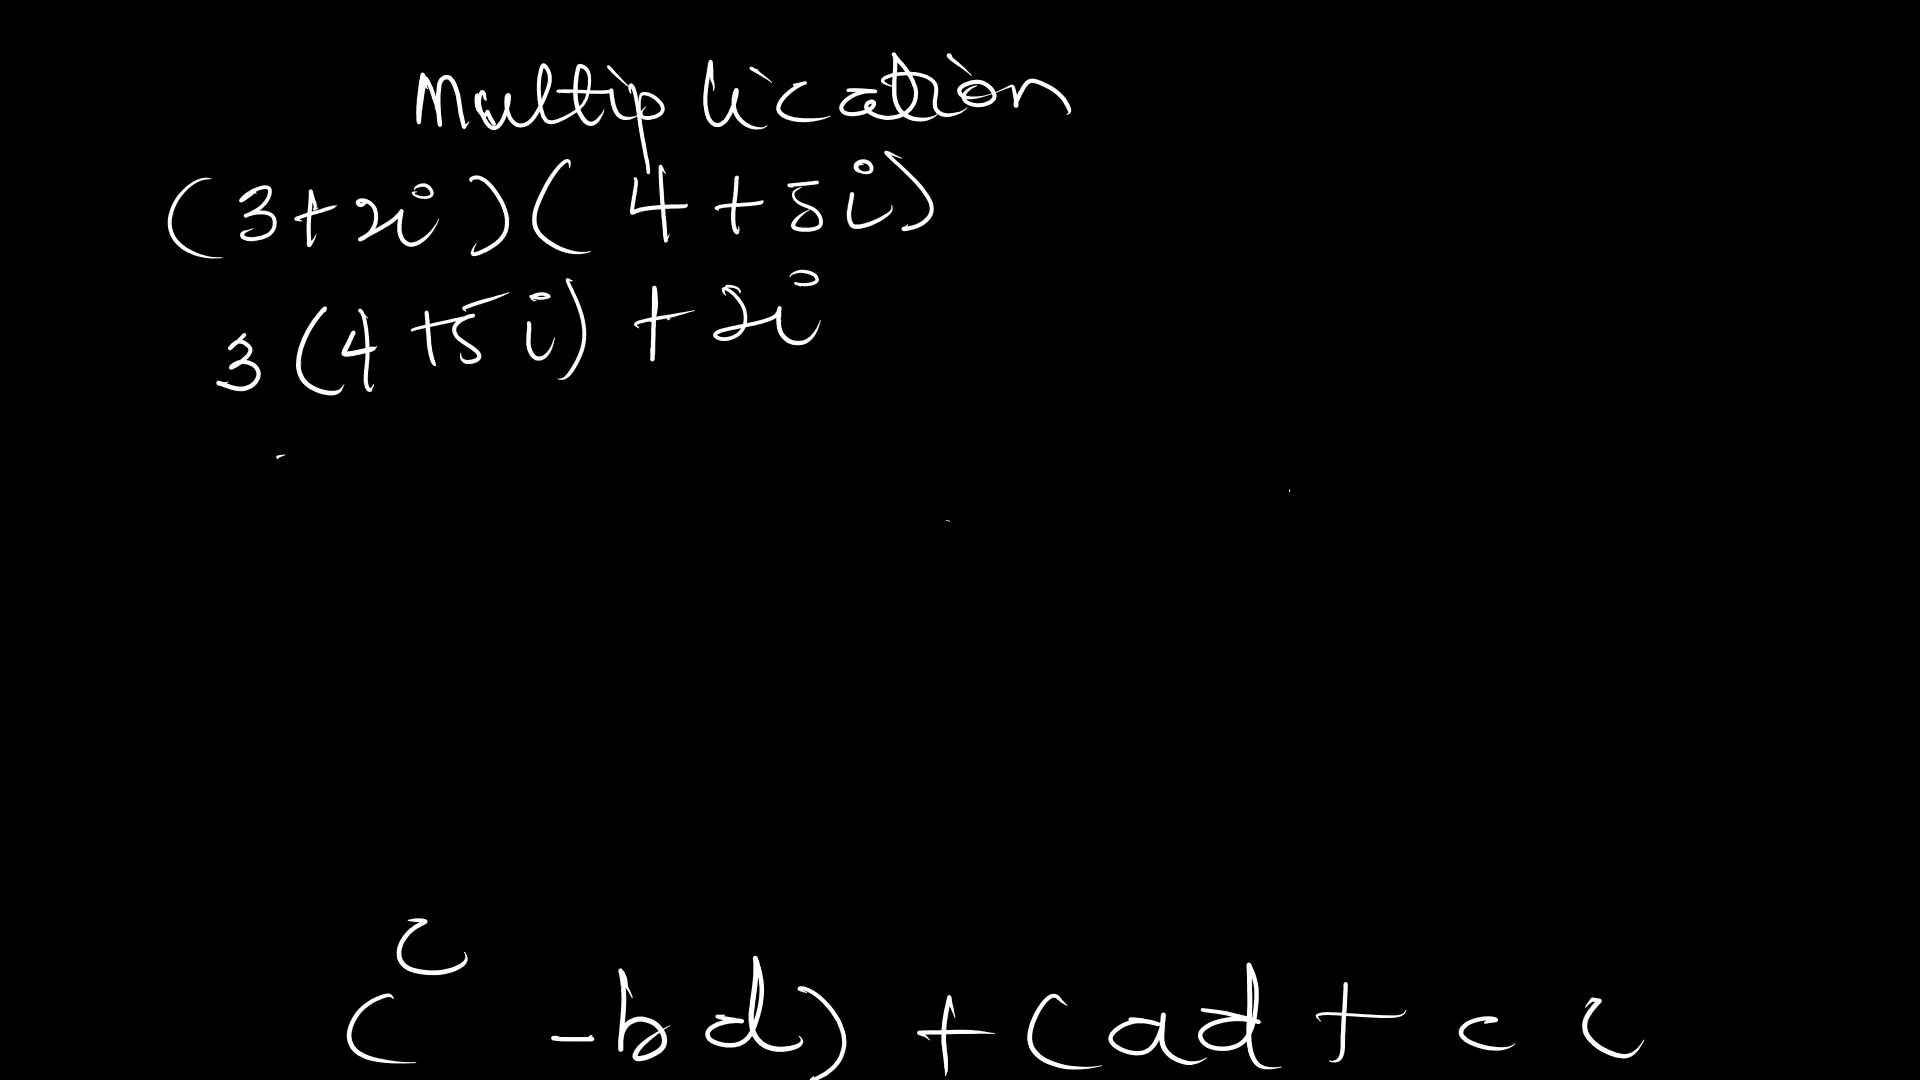 Multiplication
(3+2i)(4+5i)
3(4+5i)+2i
c
( -bd)+(ad+c c